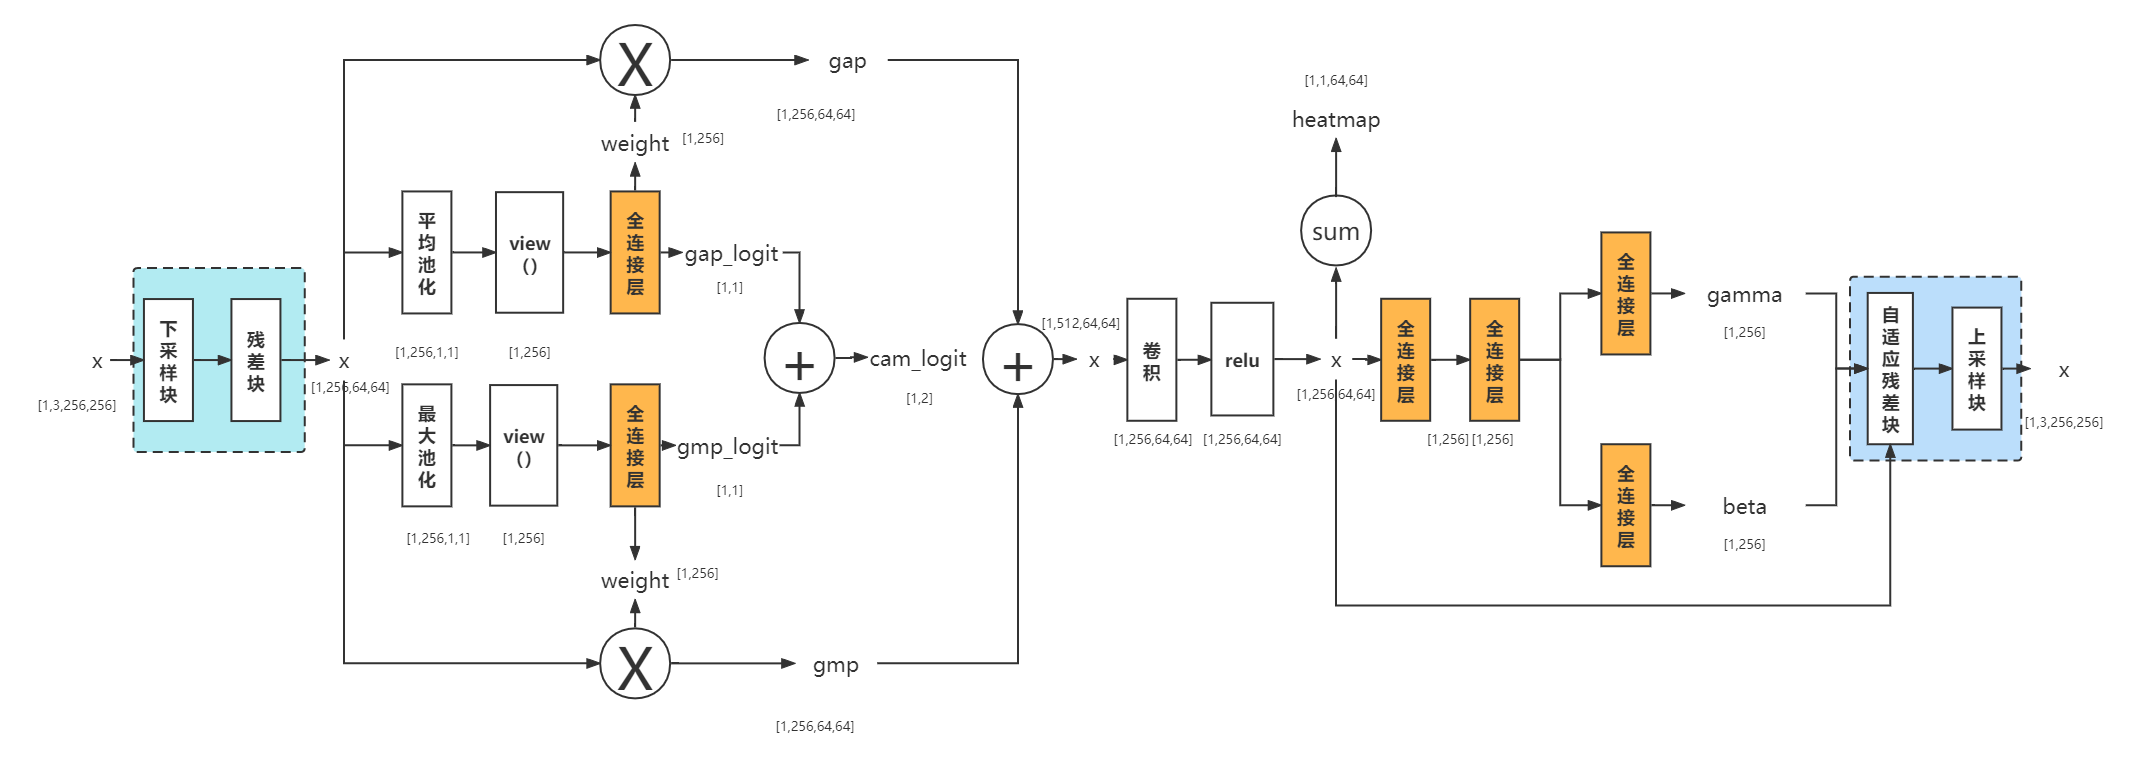 x
[1,3,256,256]
下采样块
残差块
x
[1,256,64,64]
X
gap
[1,256,64,64]
weight
[1,256]
平均池化
[1,256,1,1]
view
()
[1,256]
全连接层
gap_logit
[1,1]
最大池化
[1,256,1,1]
view
()
[1,256]
全连接层
gmp_logit
[1,1]
weight
[1,256]
X
gmp
[1,256,64,64]
+
cam_logit
[1,2]
+
[1,512,64,64]
x
卷积
[1,256,64,64]
relu
[1,256,64,64]
[1,1,64,64]
heatmap
sum
x
[1,256,64,64]
全连接层
[1,256]
全连接层
[1,256]
全连接层
gamma
[1,256]
全连接层
beta
[1,256]
自适应残差块
上采样块
x
[1,3,256,256]